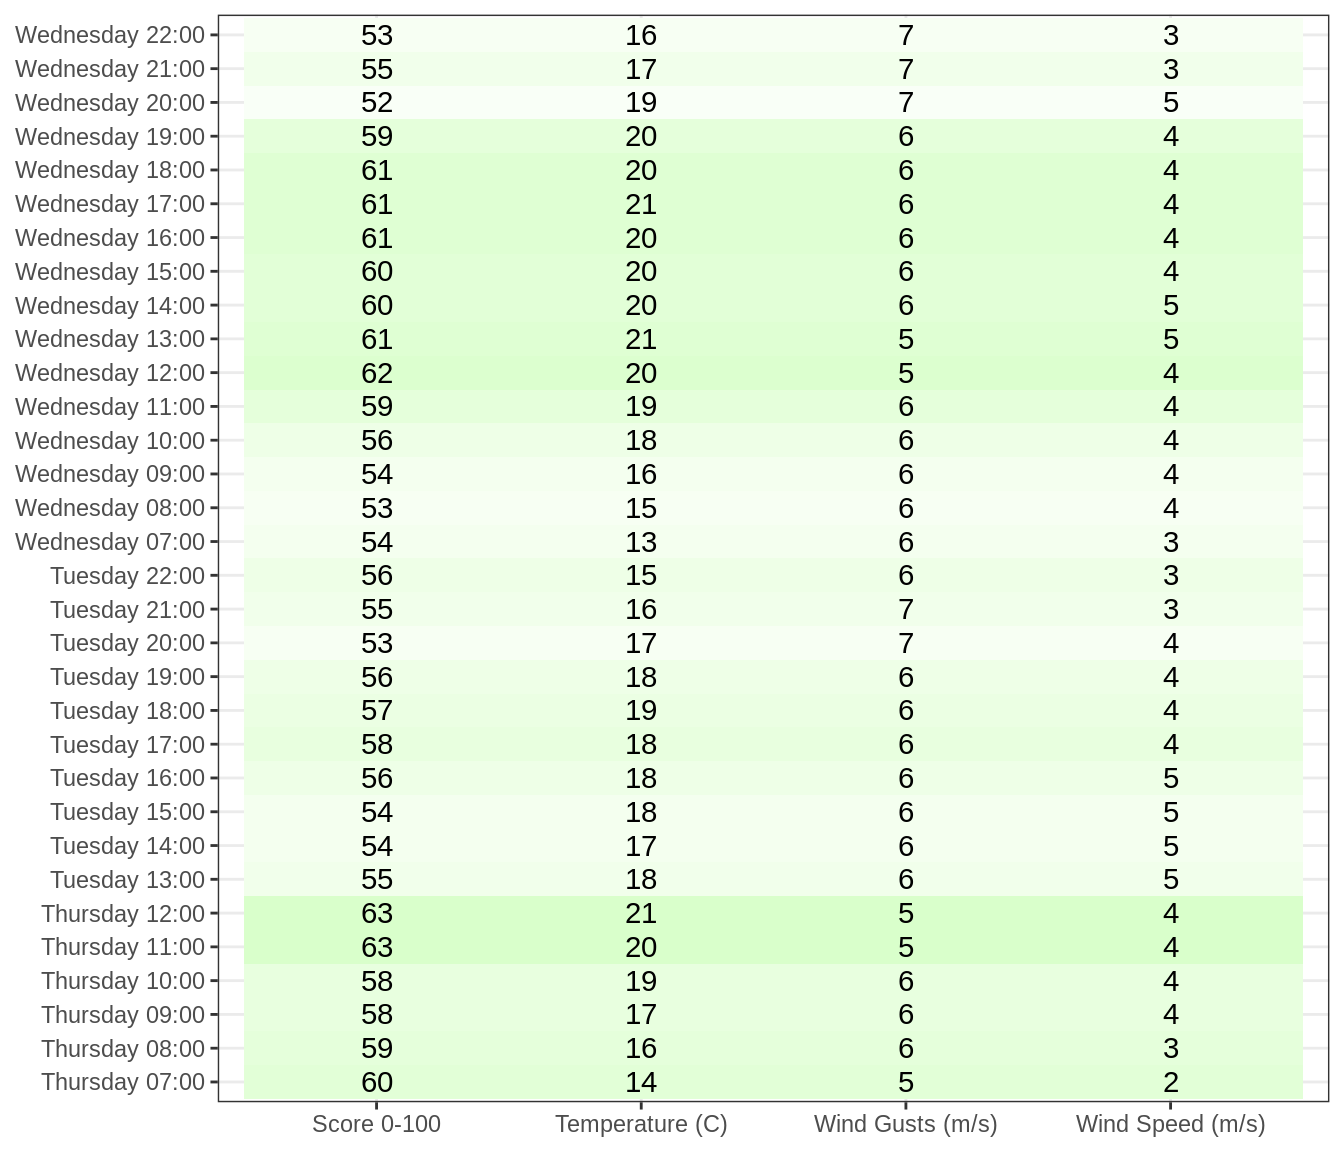 Wednesday 22:00 53 16 7 3
Wednesday 21:00 55 17 7 3
Wednesday 20:00 52 19 7 5
Wednesday 19:00 59 20 6 4
Wednesday 18:00 61 20 6 4
Wednesday 17:00 61 21 6 4
Wednesday 16:00 61 20 6 4
Wednesday 15:00 60 20 6 4
Wednesday 14:00 60 20 6 5
Wednesday 13:00 61 21 5 5
Wednesday 12:00 62 20 5 4
Wednesday 11:00 59 19 6 4
Wednesday 10:00 56 18 6 4
Wednesday 09:00 54 16 6 4
Wednesday 08:00 53 15 6 4
Wednesday 07:00 54 13 6 3
Tuesday 22:00 56 15 6 3
Tuesday 21:00 55 16 7 3
Tuesday 20:00 53 17 7 4
Tuesday 19:00 56 18 6 4
Tuesday 18:00 57 19 6 4
Tuesday 17:00 58 18 6 4
Tuesday 16:00 56 18 6 5
Tuesday 15:00 54 18 6 5
Tuesday 14:00 54 17 6 5
Tuesday 13:00 55 18 6 5
Thursday 12:00 63 21 5 4
Thursday 11:00 63 20 5 4
Thursday 10:00 58 19 6 4
Thursday 09:00 58 17 6 4
Thursday 08:00 59 16 6 3
Thursday 07:00 60 14 5 2
Score 0-100 Temperature (C) Wind Gusts (m/s) Wind Speed (m/s)